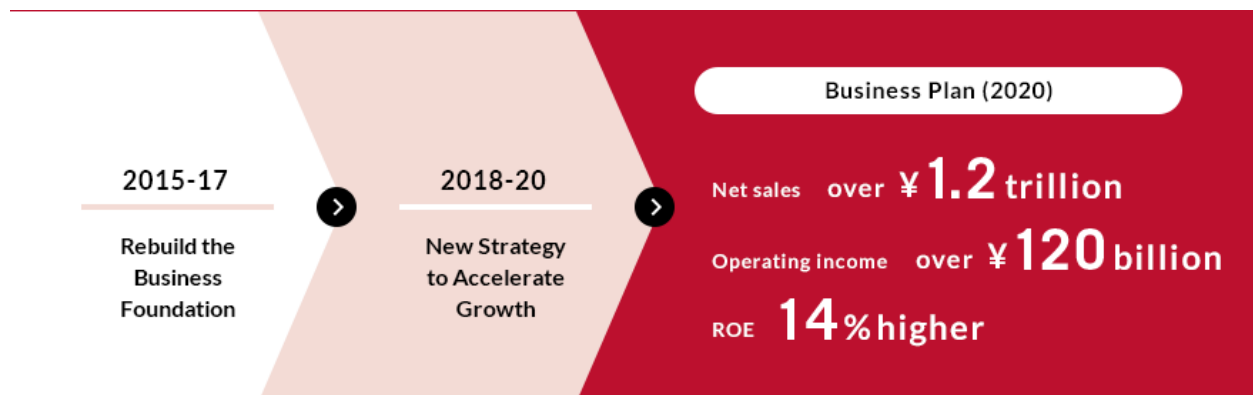 2015-17
Rebuild the
Business
Foundation
2018-20
New Strategy
to Accelerate
Growth
Business Plan (2020)
Net sales over ¥1.2 trillion
Operating income over ¥120 billion
ROE 14% higher